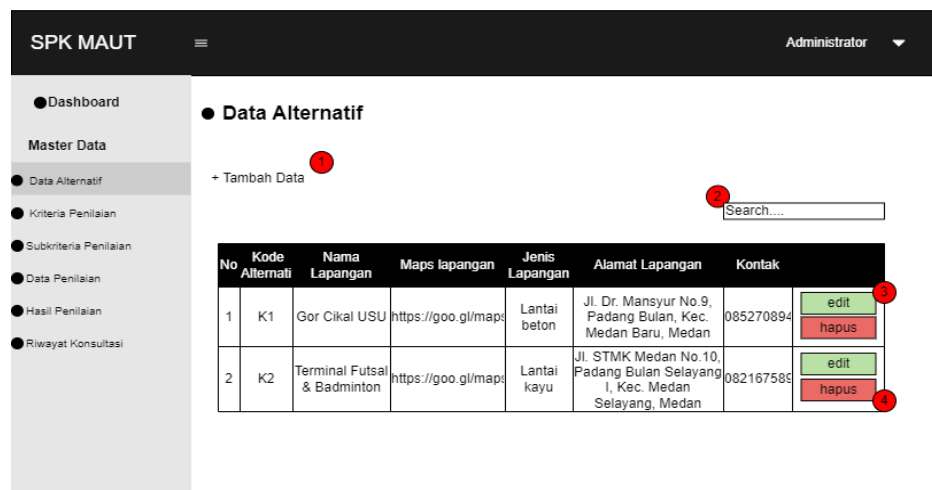 SPK MAUT
Administrator
Dashboard
Master Data
Data Alternatif
Kriteria Penilaian
Subkriteria Penilaian
Data Penilaian
Hasil Penilaian
Riwayat Konsultasi
Data Alternatif
1
+ Tambah Data
2
Search....
No
Kode
Alternati
Nama
Lapangan
Maps lapangan
Jenis
Lapangan
Alamat Lapangan
Kontak
1
K1
Gor Cikal USU
https://goo.gl/maps
Lantai
beton
Jl. Dr. Mansyur No.9,
Padang Bulan, Kec.
Medan Baru, Medan
085270894
3
edit
hapus
2
K2
Terminal Futsal
& Badminton
https://goo.gl/maps
Lantai
kayu
Jl. STMK Medan No.10,
Padang Bulan Selayang
I, Kec. Medan
Selayang, Medan
082167589
edit
hapus
4